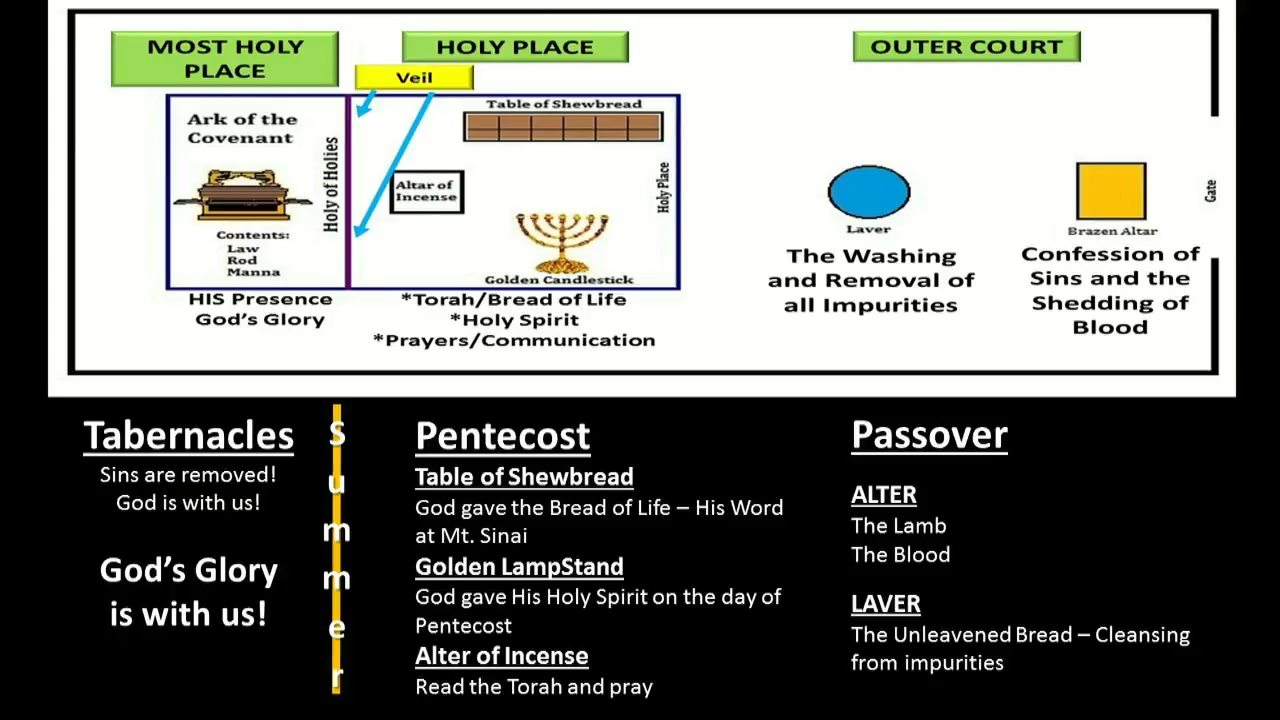 MOST HOLY
PLACE
HOLY PLACE
OUTER COURT
Veil
Ark of the
Covenant
Contents:
Law
Rod
Manna
Holy of Holies
Table of Shewbread
Altar of
Incense
Golden Candlestick
Holy Place
Laver
Brazen Altar
Gate
HIS Presence
God's Glory
*Torah/Bread of Life
*Holy Spirit
*Prayers/Communication
The Washing
and Removal of
all Impurities
Confession of
Sins and the
Shedding of
Blood
Tabernacles
Sins are removed!
God is with us!
God's Glory
is with us!
Summer
Pentecost
Table of Shewbread
God gave the Bread of Life – His Word
at Mt. Sinai
Golden LampStand
God gave His Holy Spirit on the day of
Pentecost
Alter of Incense
Read the Torah and pray
Passover
ALTER
The Lamb
The Blood
LAVER
The Unleavened Bread – Cleansing
from impurities